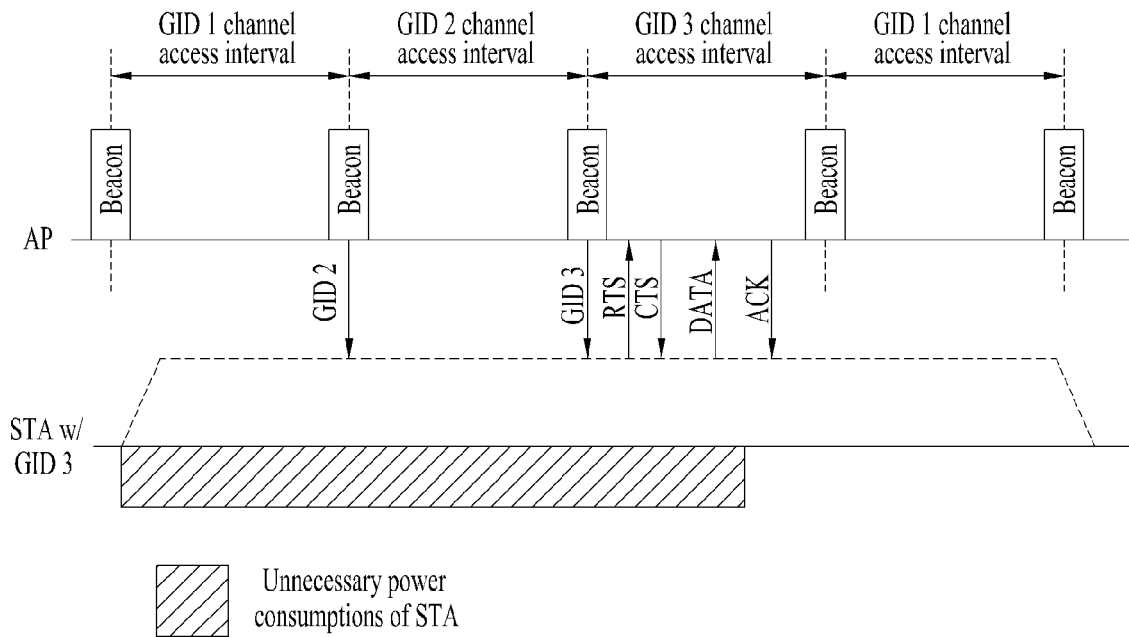 GID 1 channel
access interval
GID 2 channel
access interval
GID 3 channel
access interval
GID 1 channel
access interval
Beacon
Beacon
Beacon
Beacon
Beacon
AP
GID 2
GID 3
RTS
CTS
DATA
ACK
STA w/
GID 3
Unnecessary power
consumptions of STA